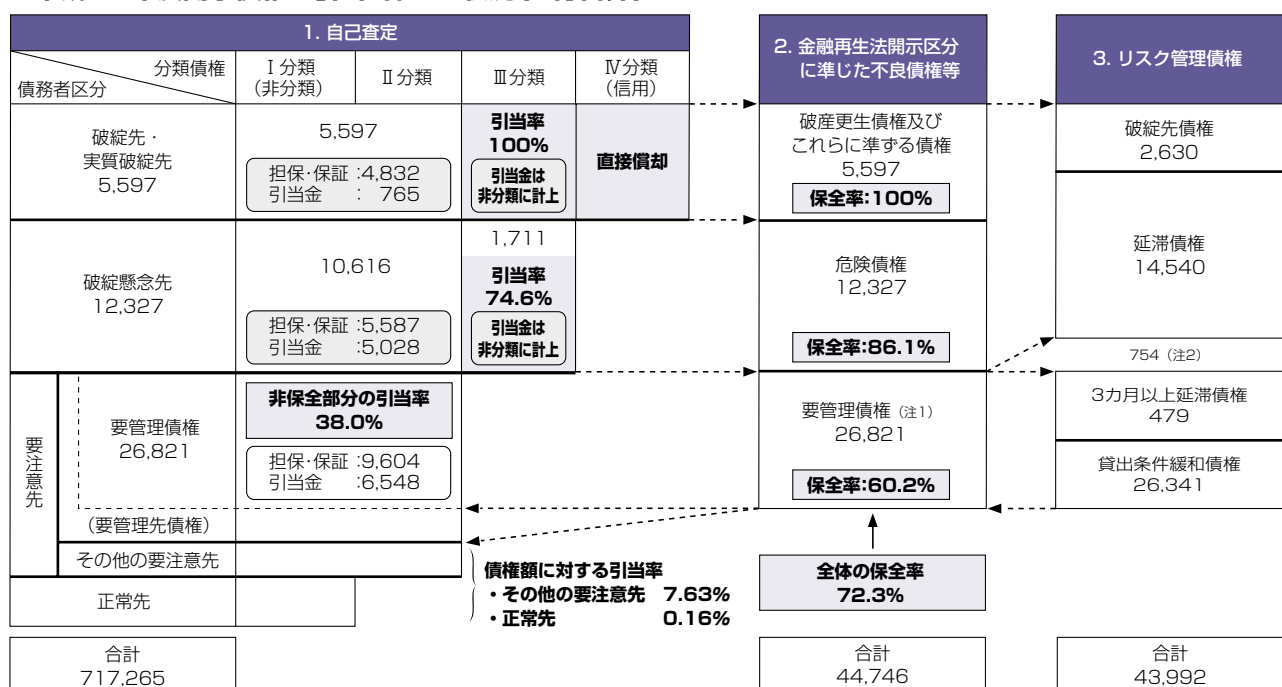 1. 自己査定
分類債権
債務者区分
Ⅰ分類
(非分類)
Ⅱ分類
Ⅲ分類
Ⅳ分類
(信用)
破綻先・
実質破綻先
5,597
5,597
担保・保証 :4,832
引当金 : 765
引当率
100%
引当金は
非分類に計上
直接償却
破綻懸念先
12,327
10,616
担保・保証 :5,587
引当金 :5,028
1,711
引当率
74.6%
引当金は
非分類に計上
要注意先
要管理債権
26,821
(要管理先債権)
非保全部分の引当率
38.0%
担保・保証 :9,604
引当金 :6,548
その他の要注意先
正常先
債権額に対する引当率
・その他の要注意先 7.63%
・正常先 0.16%
合計
717,265
2. 金融再生法開示区分
に準じた不良債権等
破産更生債権及び
これらに準ずる債権
5,597
保全率:100%
危険債権
12,327
保全率:86.1%
要管理債権 (注1)
26,821
保全率:60.2%
全体の保全率
72.3%
合計
44,746
3. リスク管理債権
破綻先債権
2,630
延滞債権
14,540
754 (注2)
3カ月以上延滞債権
479
貸出条件緩和債権
26,341
合計
43,992